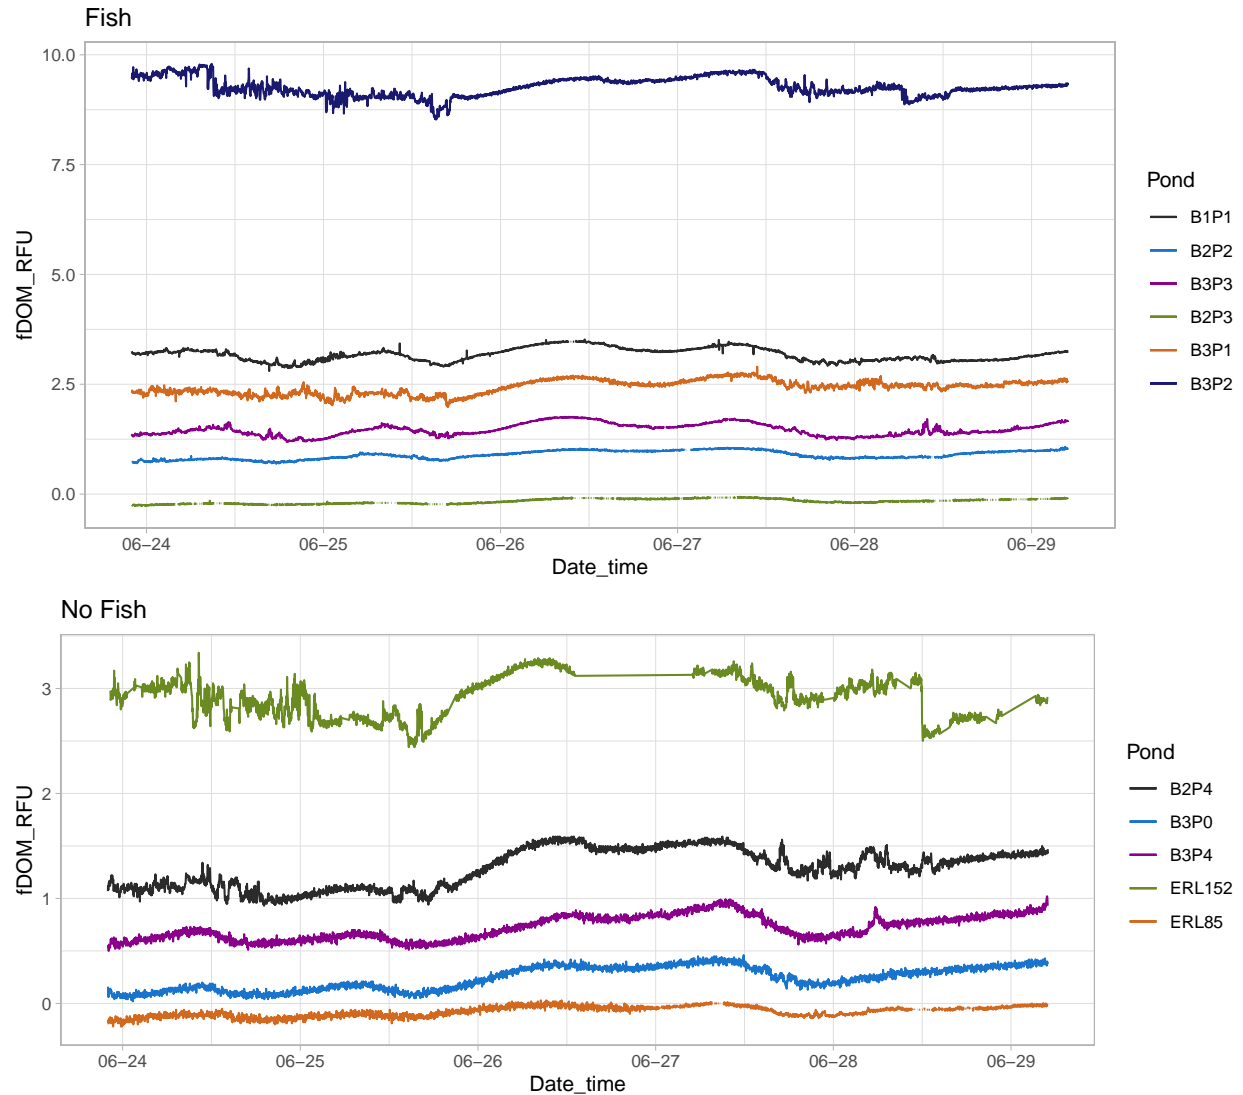 Fish
10.0
7.5
5.0
2.5
0.0
fDOM_RFU
06−24 06−25 06−26 06−27 06−28 06−29
Date_time
Pond
B1P1
B2P2
B3P3
B2P3
B3P1
B3P2
No Fish
3
2
1
0
fDOM_RFU
06−24 06−25 06−26 06−27 06−28 06−29
Date_time
Pond
B2P4
B3P0
B3P4
ERL152
ERL85